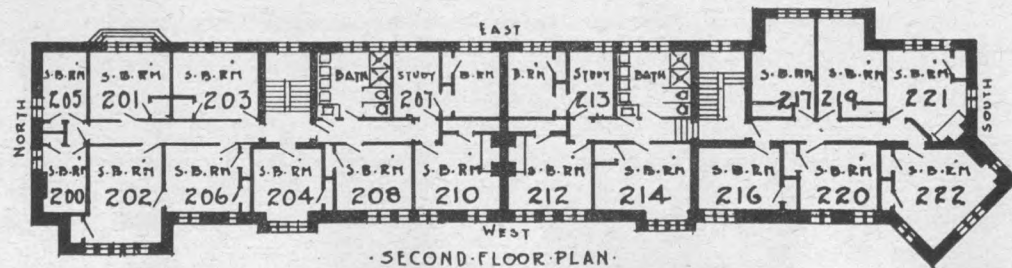 EAST
NORTH
SOUTH
WEST
S.B.RM 205
S.B.RM 201
S.B.RM 203
BATH
STUDY 207
B.RM
B.RM
STUDY 213
BATH
S.B.RM 217
S.B.RM 219
S.B.RM 221
S.B.RM 200
S.B.RM 202
S.B.RM 206
S.B.RM 204
S.B.RM 208
S.B.RM 210
S.B.RM 212
S.B.RM 214
S.B.RM 216
S.B.RM 220
S.B.RM 222
·SECOND·FLOOR·PLAN·